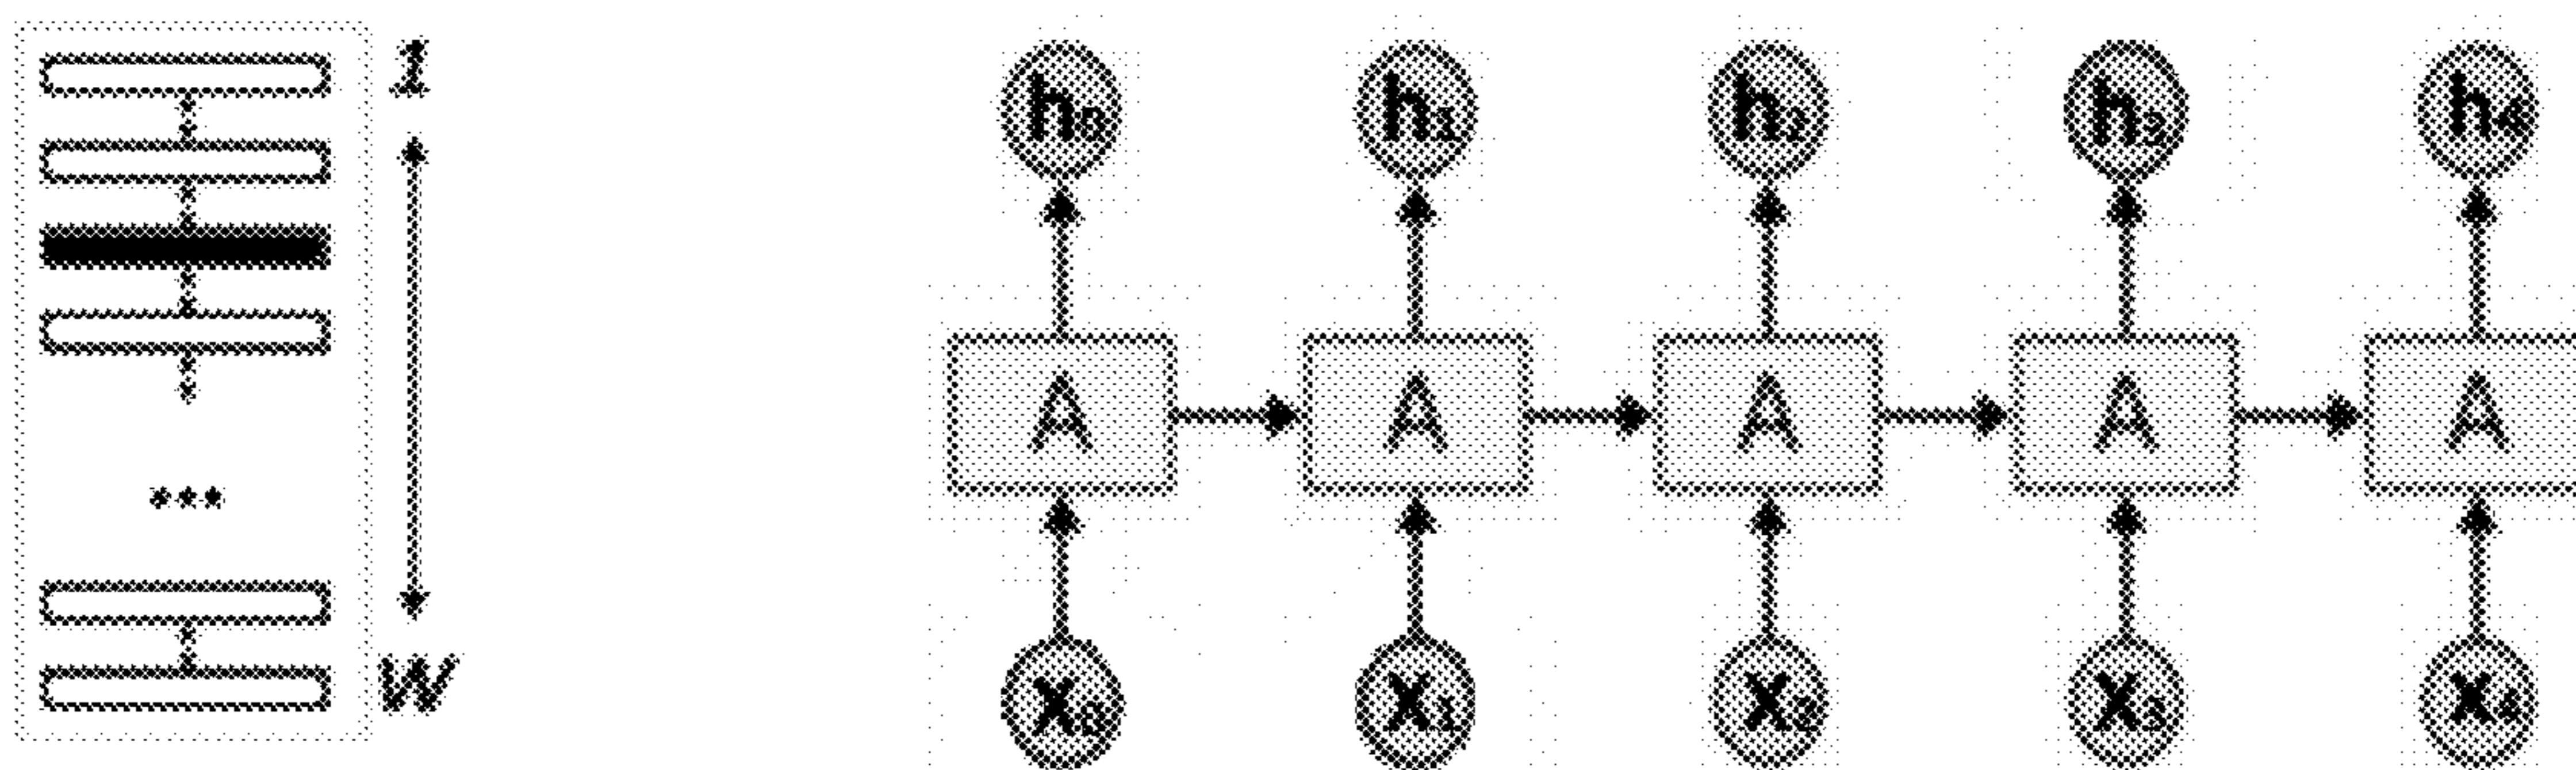 1
...
W
h₀ h₁ h₂ h₃ h₄
A A A A A
x₀ x₁ x₂ x₃ x₄